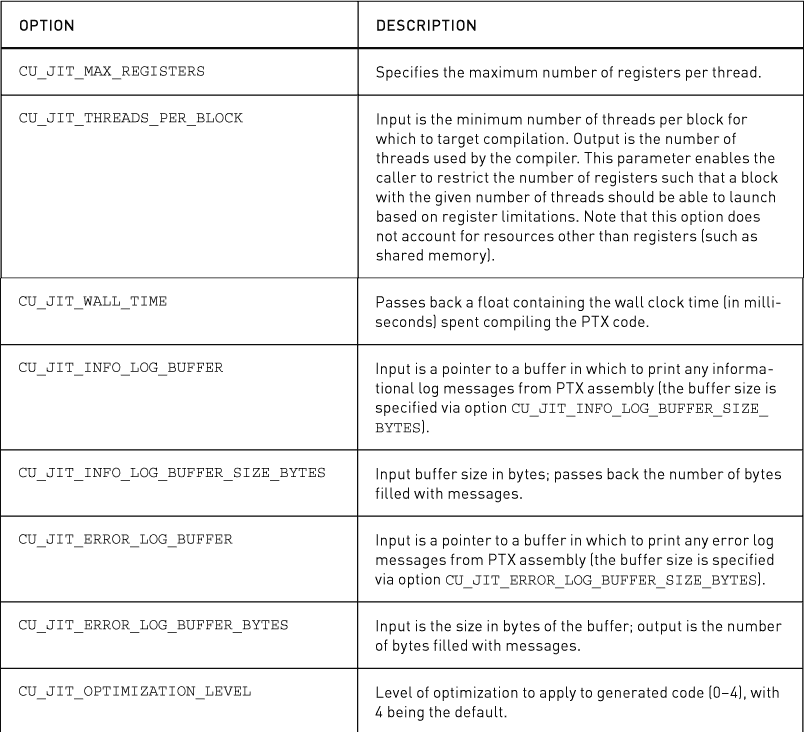 OPTION DESCRIPTION
CU_JIT_MAX_REGISTERS Specifies the maximum number of registers per thread.
CU_JIT_THREADS_PER_BLOCK Input is the minimum number of threads per block for
which to target compilation. Output is the number of
threads used by the compiler. This parameter enables the
caller to restrict the number of registers such that a block
with the given number of threads should be able to launch
based on register limitations. Note that this option does
not account for resources other than registers (such as
shared memory).
CU_JIT_WALL_TIME Passes back a float containing the wall clock time (in milli-
seconds) spent compiling the PTX code.
CU_JIT_INFO_LOG_BUFFER Input is a pointer to a buffer in which to print any informa-
tional log messages from PTX assembly (the buffer size is
specified via option CU_JIT_INFO_LOG_BUFFER_SIZE_
BYTES).
CU_JIT_INFO_LOG_BUFFER_SIZE_BYTES Input buffer size in bytes; passes back the number of bytes
filled with messages.
CU_JIT_ERROR_LOG_BUFFER Input is a pointer to a buffer in which to print any error log
messages from PTX assembly (the buffer size is specified
via option CU_JIT_ERROR_LOG_BUFFER_SIZE_BYTES).
CU_JIT_ERROR_LOG_BUFFER_BYTES Input is the size in bytes of the buffer; output is the number
of bytes filled with messages.
CU_JIT_OPTIMIZATION_LEVEL Level of optimization to apply to generated code (0–4), with
4 being the default.